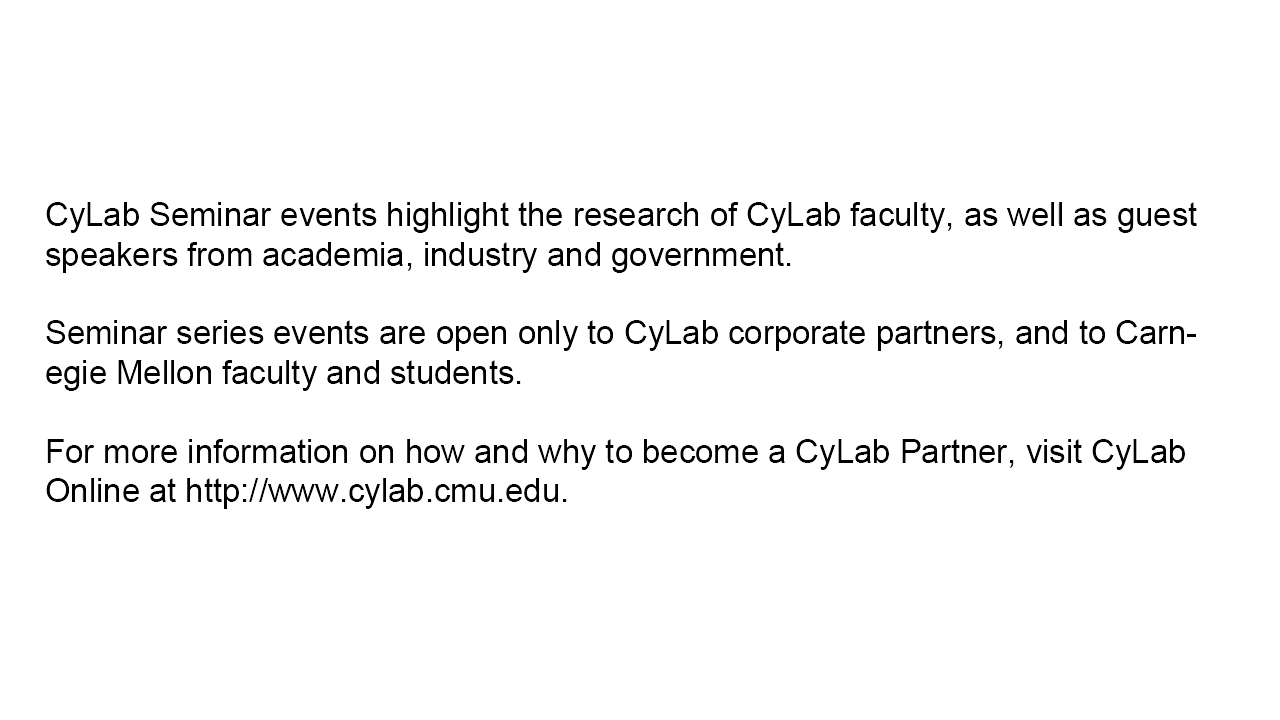 CyLab Seminar events highlight the research of CyLab faculty, as well as guest
speakers from academia, industry and government.
Seminar series events are open only to CyLab corporate partners, and to Carn-
egie Mellon faculty and students.
For more information on how and why to become a CyLab Partner, visit CyLab
Online at http://www.cylab.cmu.edu.